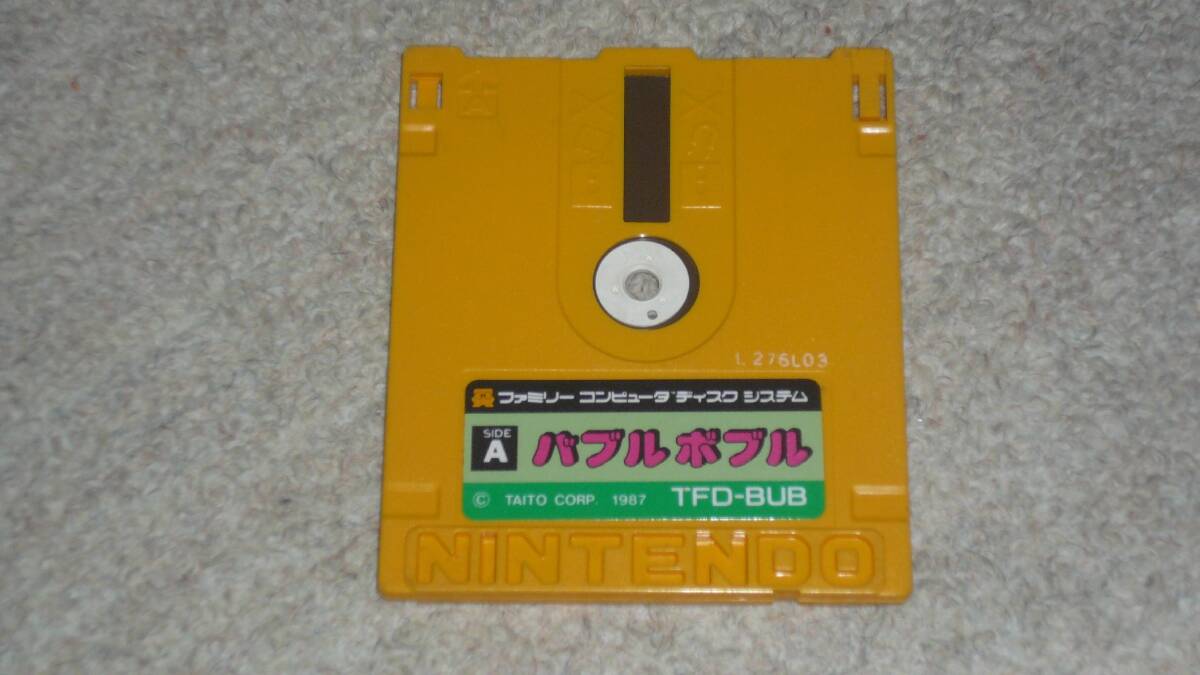 L 276L03
ファミリー コンピュータ ディスク システム
SIDE
A
バブルボブル
© TAITO CORP. 1987 TFD-BUB
NINTENDO